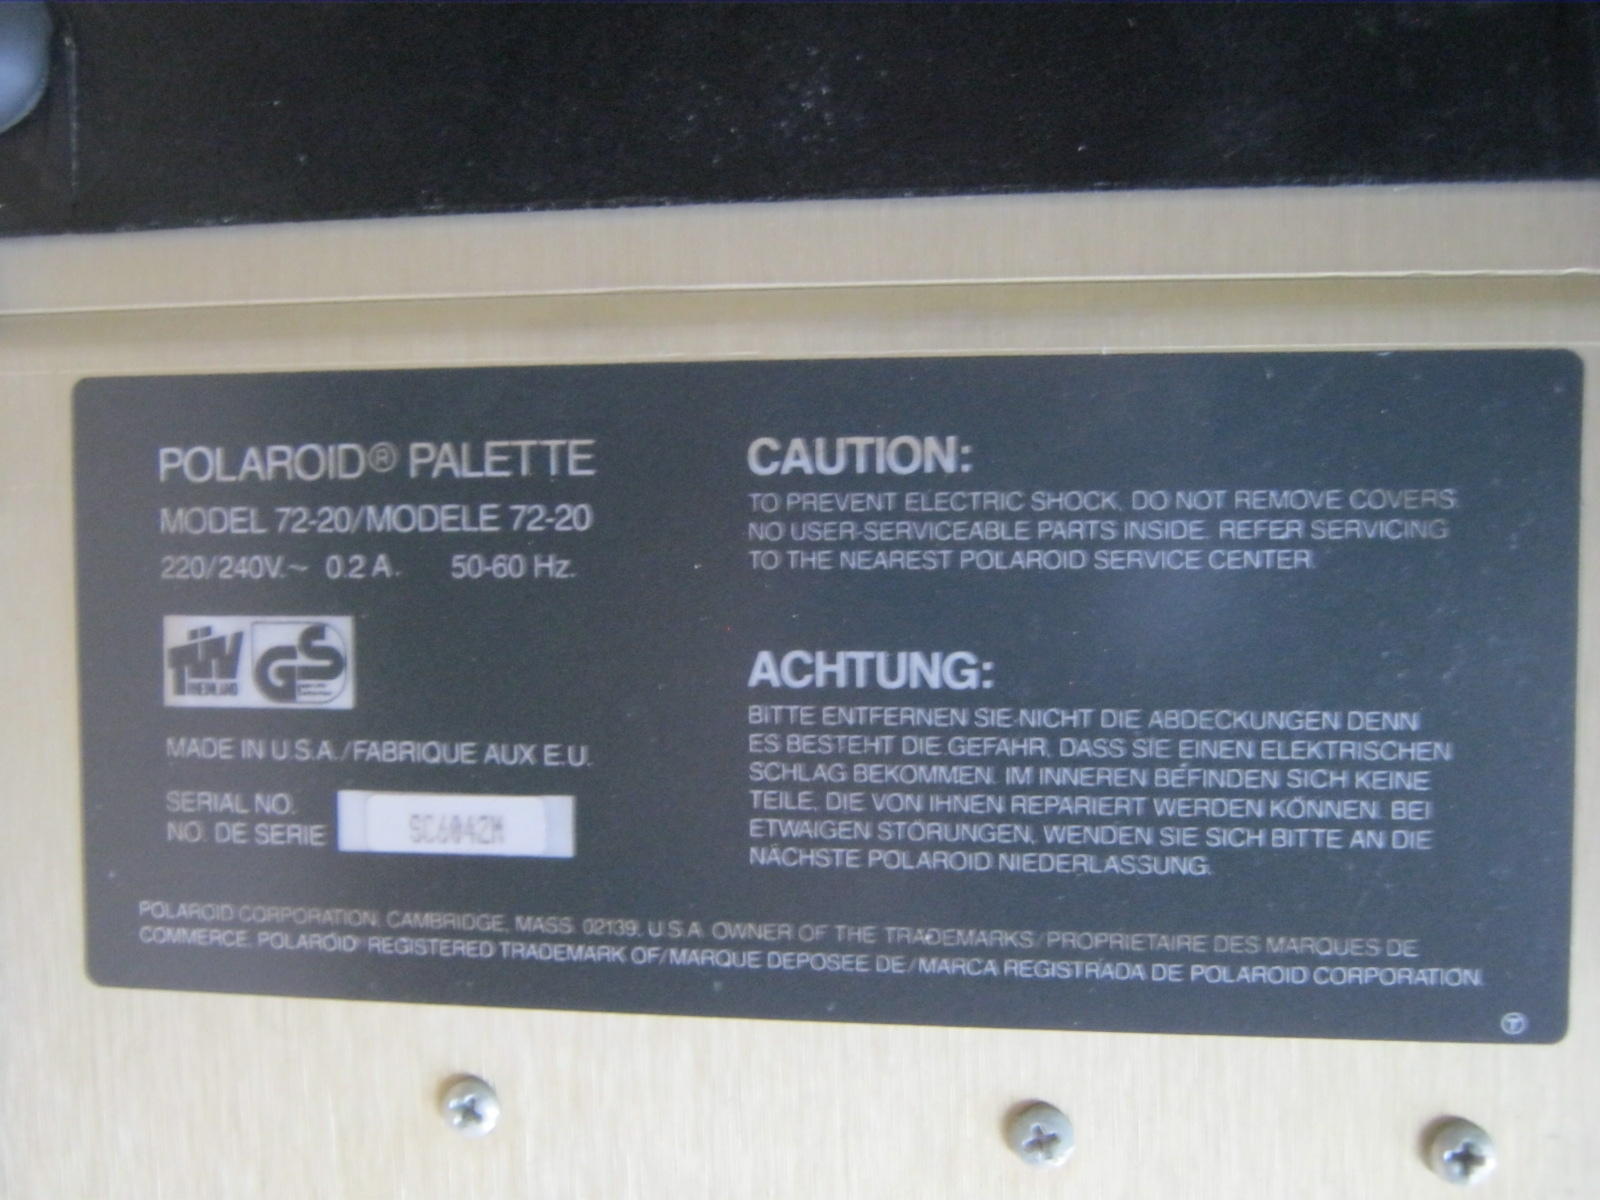 POLAROID® PALETTE
MODEL 72-20/MODELE 72-20
220/240V.~ 0.2 A. 50-60 Hz.
TÜV
RHEINLAND
GS
MADE IN U.S.A./FABRIQUE AUX E.U.
SERIAL NO.
NO. DE SERIE
SC6042M
CAUTION:
TO PREVENT ELECTRIC SHOCK, DO NOT REMOVE COVERS.
NO USER-SERVICEABLE PARTS INSIDE. REFER SERVICING
TO THE NEAREST POLAROID SERVICE CENTER.
ACHTUNG:
BITTE ENTFERNEN SIE NICHT DIE ABDECKUNGEN DENN
ES BESTEHT DIE GEFAHR, DASS SIE EINEN ELEKTRISCHEN
SCHLAG BEKOMMEN. IM INNEREN BEFINDEN SICH KEINE
TEILE, DIE VON IHNEN REPARIERT WERDEN KÖNNEN. BEI
ETWAIGEN STÖRUNGEN, WENDEN SIE SICH BITTE AN DIE
NÄCHSTE POLAROID NIEDERLASSUNG.
POLAROID CORPORATION, CAMBRIDGE, MASS. 02139, U.S.A. OWNER OF THE TRADEMARKS/PROPRIETAIRE DES MARQUES DE
COMMERCE. POLAROID® REGISTERED TRADEMARK OF/MARQUE DEPOSEE DE/MARCA REGISTRADA DE POLAROID CORPORATION.
T